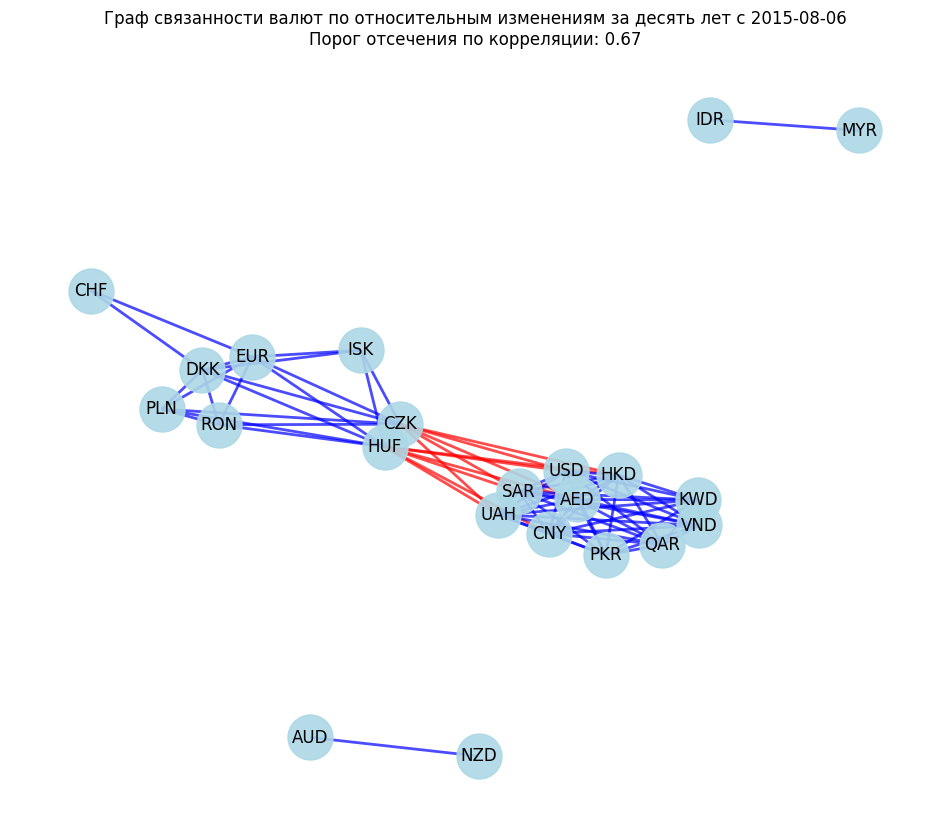 Граф связанности валют по относительным изменениям за десять лет с 2015-08-06
Порог отсечения по корреляции: 0.67
IDR
MYR
CHF
ISK
EUR
DKK
PLN
RON
CZK
HUF
USD
HKD
SAR
AED
KWD
UAH
VND
CNY
QAR
PKR
AUD
NZD